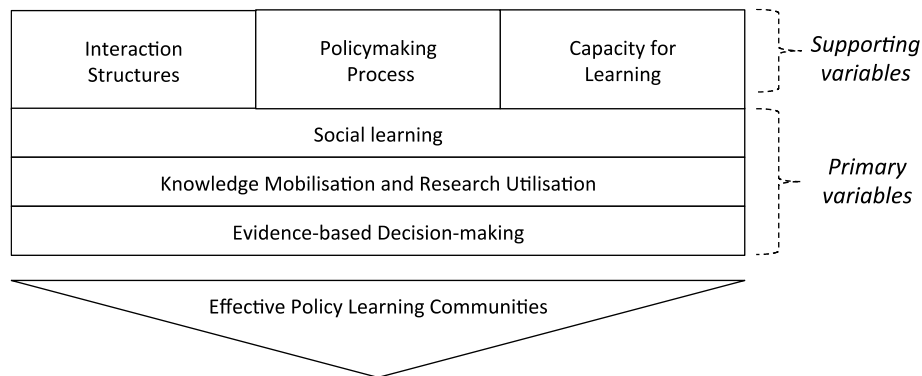 Interaction
Structures
Policymaking
Process
Capacity for
Learning
Supporting
variables
Social learning
Knowledge Mobilisation and Research Utilisation
Evidence-based Decision-making
Primary
variables
Effective Policy Learning Communities